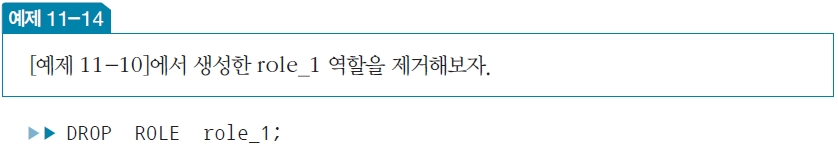 예제 11-14
[예제 11-10]에서 생성한 role_1 역할을 제거해보자.
▶▶ DROP ROLE role_1;